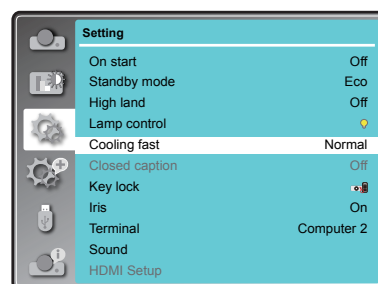 Setting
On start Off
Standby mode Eco
High land Off
Lamp control
Cooling fast Normal
Closed caption Off
Key lock
Iris On
Terminal Computer 2
Sound
HDMI Setup